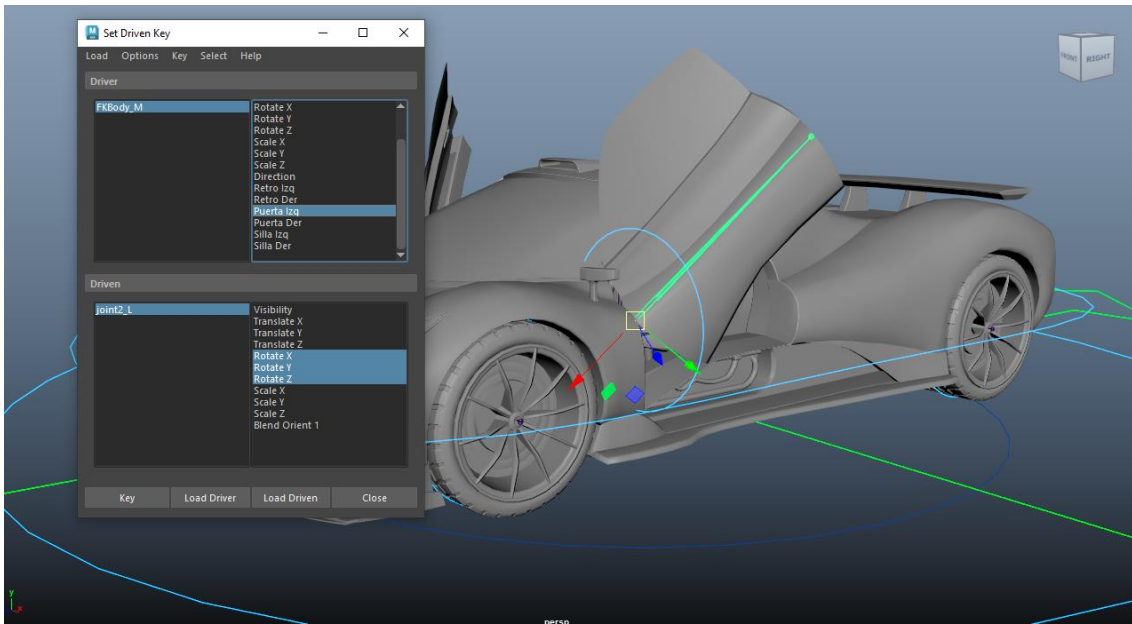 Set Driven Key
Load Options Key Select Help
Driver
FKBody_M
Rotate X
Rotate Y
Rotate Z
Scale X
Scale Y
Scale Z
Direction
Retro Izq
Retro Der
Puerta Izq
Puerta Der
Silla Izq
Silla Der
Driven
joint2_L
Visibility
Translate X
Translate Y
Translate Z
Rotate X
Rotate Y
Rotate Z
Scale X
Scale Y
Scale Z
Blend Orient 1
Key Load Driver Load Driven Close
FRONT RIGHT
y
x
persp